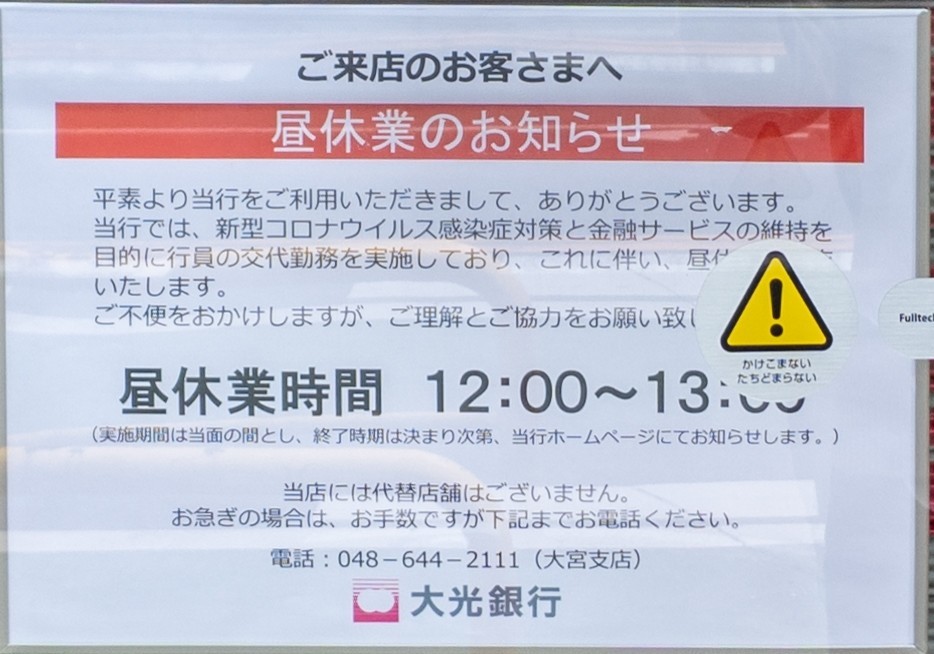 ご来店のお客さまへ
昼休業のお知らせ
平素より当行をご利用いただきまして、ありがとうございます。
当行では、新型コロナウイルス感染症対策と金融サービスの維持を
目的に行員の交代勤務を実施しており、これに伴い、昼休
いたします。
ご不便をおかけしますが、ご理解とご協力をお願い致し
かけこまない
たちどまらない
Fulltech
昼休業時間 12:00～13:00
（実施期間は当面の間とし、終了時期は決まり次第、当行ホームページにてお知らせします。）
当店には代替店舗はございません。
お急ぎの場合は、お手数ですが下記までお電話ください。
電話：048－644－2111（大宮支店）
大光銀行